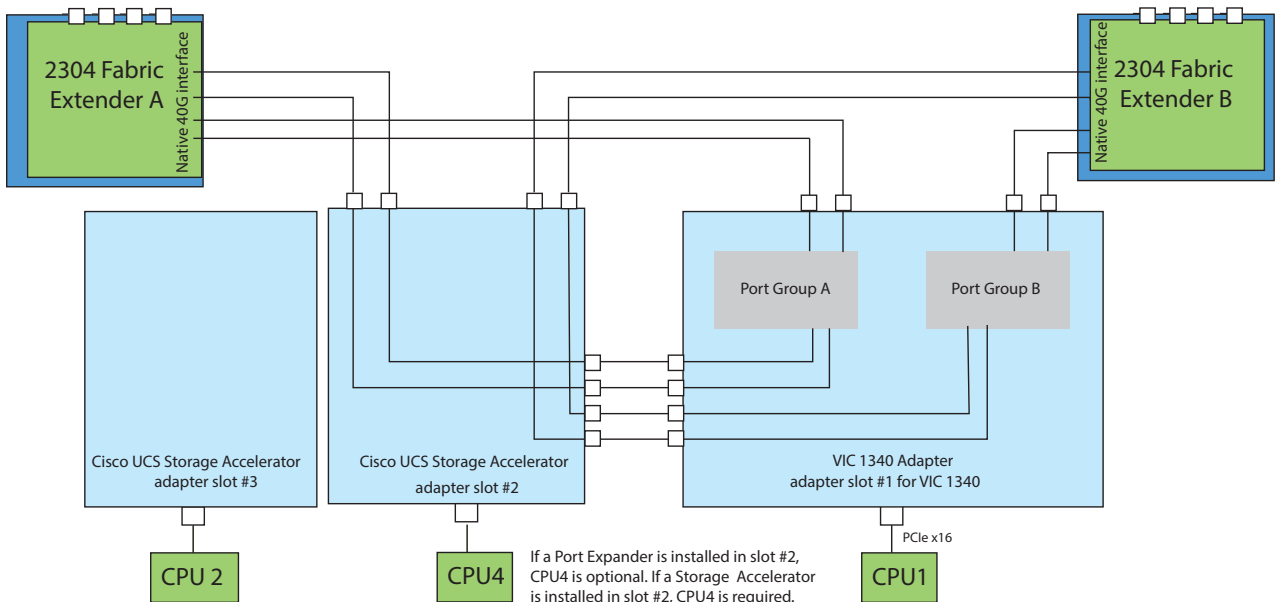 2304 Fabric
Extender A
Native 40G interface
2304 Fabric
Extender B
Native 40G interface
Port Group A
Port Group B
Cisco UCS Storage Accelerator
adapter slot #3
Cisco UCS Storage Accelerator
adapter slot #2
VIC 1340 Adapter
adapter slot #1 for VIC 1340
PCIe x16
CPU 2
CPU4
If a Port Expander is installed in slot #2,
CPU4 is optional. If a Storage Accelerator
is installed in slot #2, CPU4 is required.
CPU1